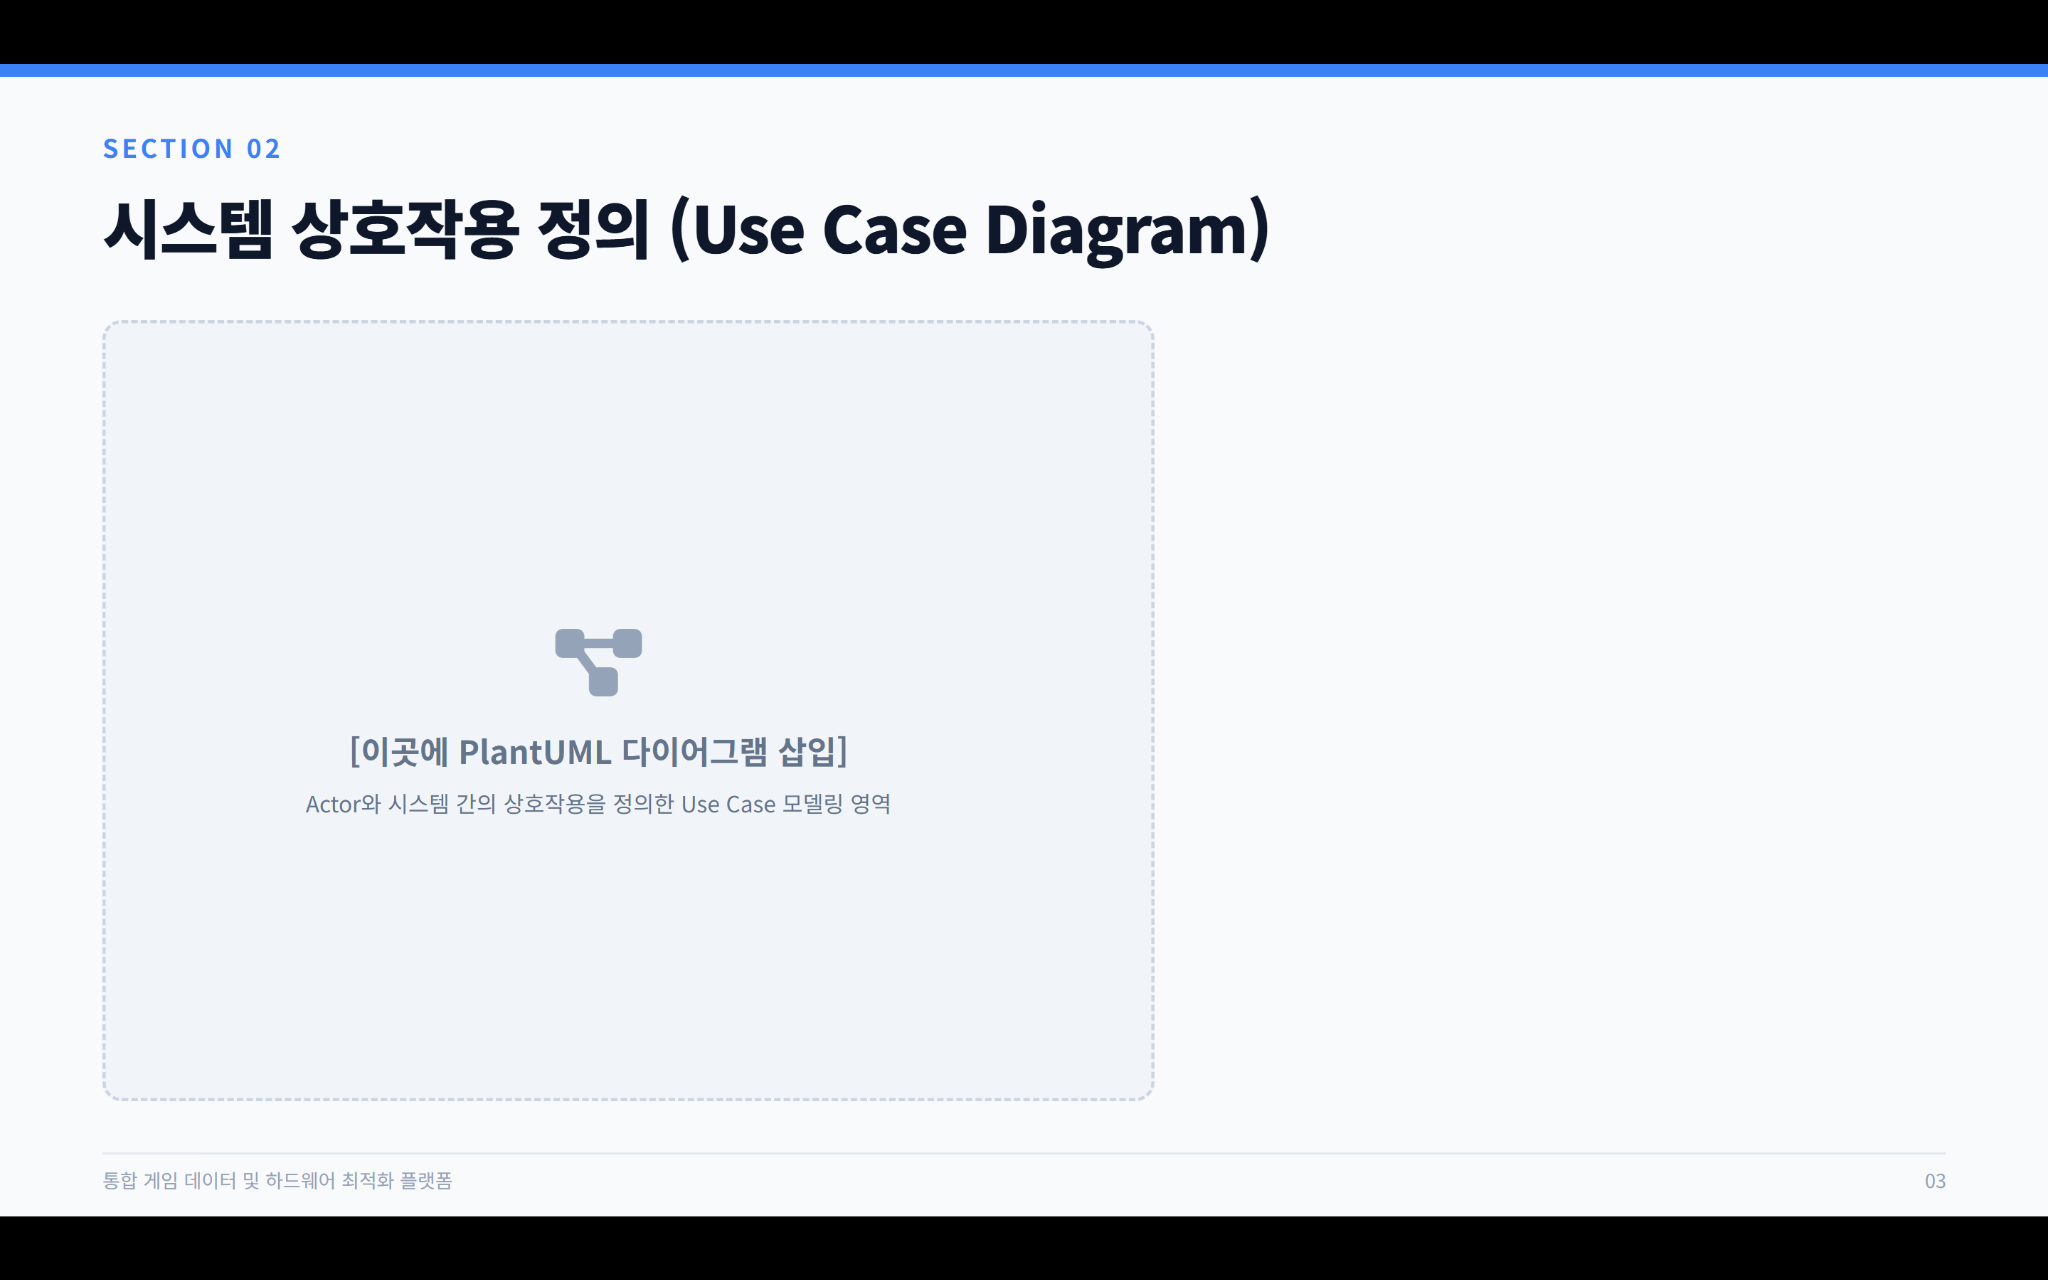 SECTION 02
시스템 상호작용 정의 (Use Case Diagram)
[이곳에 PlantUML 다이어그램 삽입]
Actor와 시스템 간의 상호작용을 정의한 Use Case 모델링 영역
통합 게임 데이터 및 하드웨어 최적화 플랫폼
03